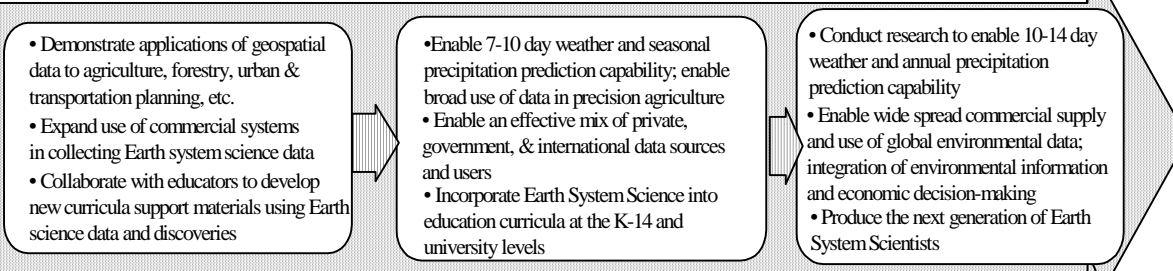 • Demonstrate applications of geospatial
data to agriculture, forestry, urban &
transportation planning, etc.
• Expand use of commercial systems
in collecting Earth system science data
• Collaborate with educators to develop
new curricula support materials using Earth
science data and discoveries
•Enable 7-10 day weather and seasonal
precipitation prediction capability; enable
broad use of data in precision agriculture
• Enable an effective mix of private,
government, & international data sources
and users
• Incorporate Earth System Science into
education curricula at the K-14 and
university levels
• Conduct research to enable 10-14 day
weather and annual precipitation
prediction capability
• Enable wide spread commercial supply
and use of global environmental data;
integration of environmental information
and economic decision-making
• Produce the next generation of Earth
System Scientists